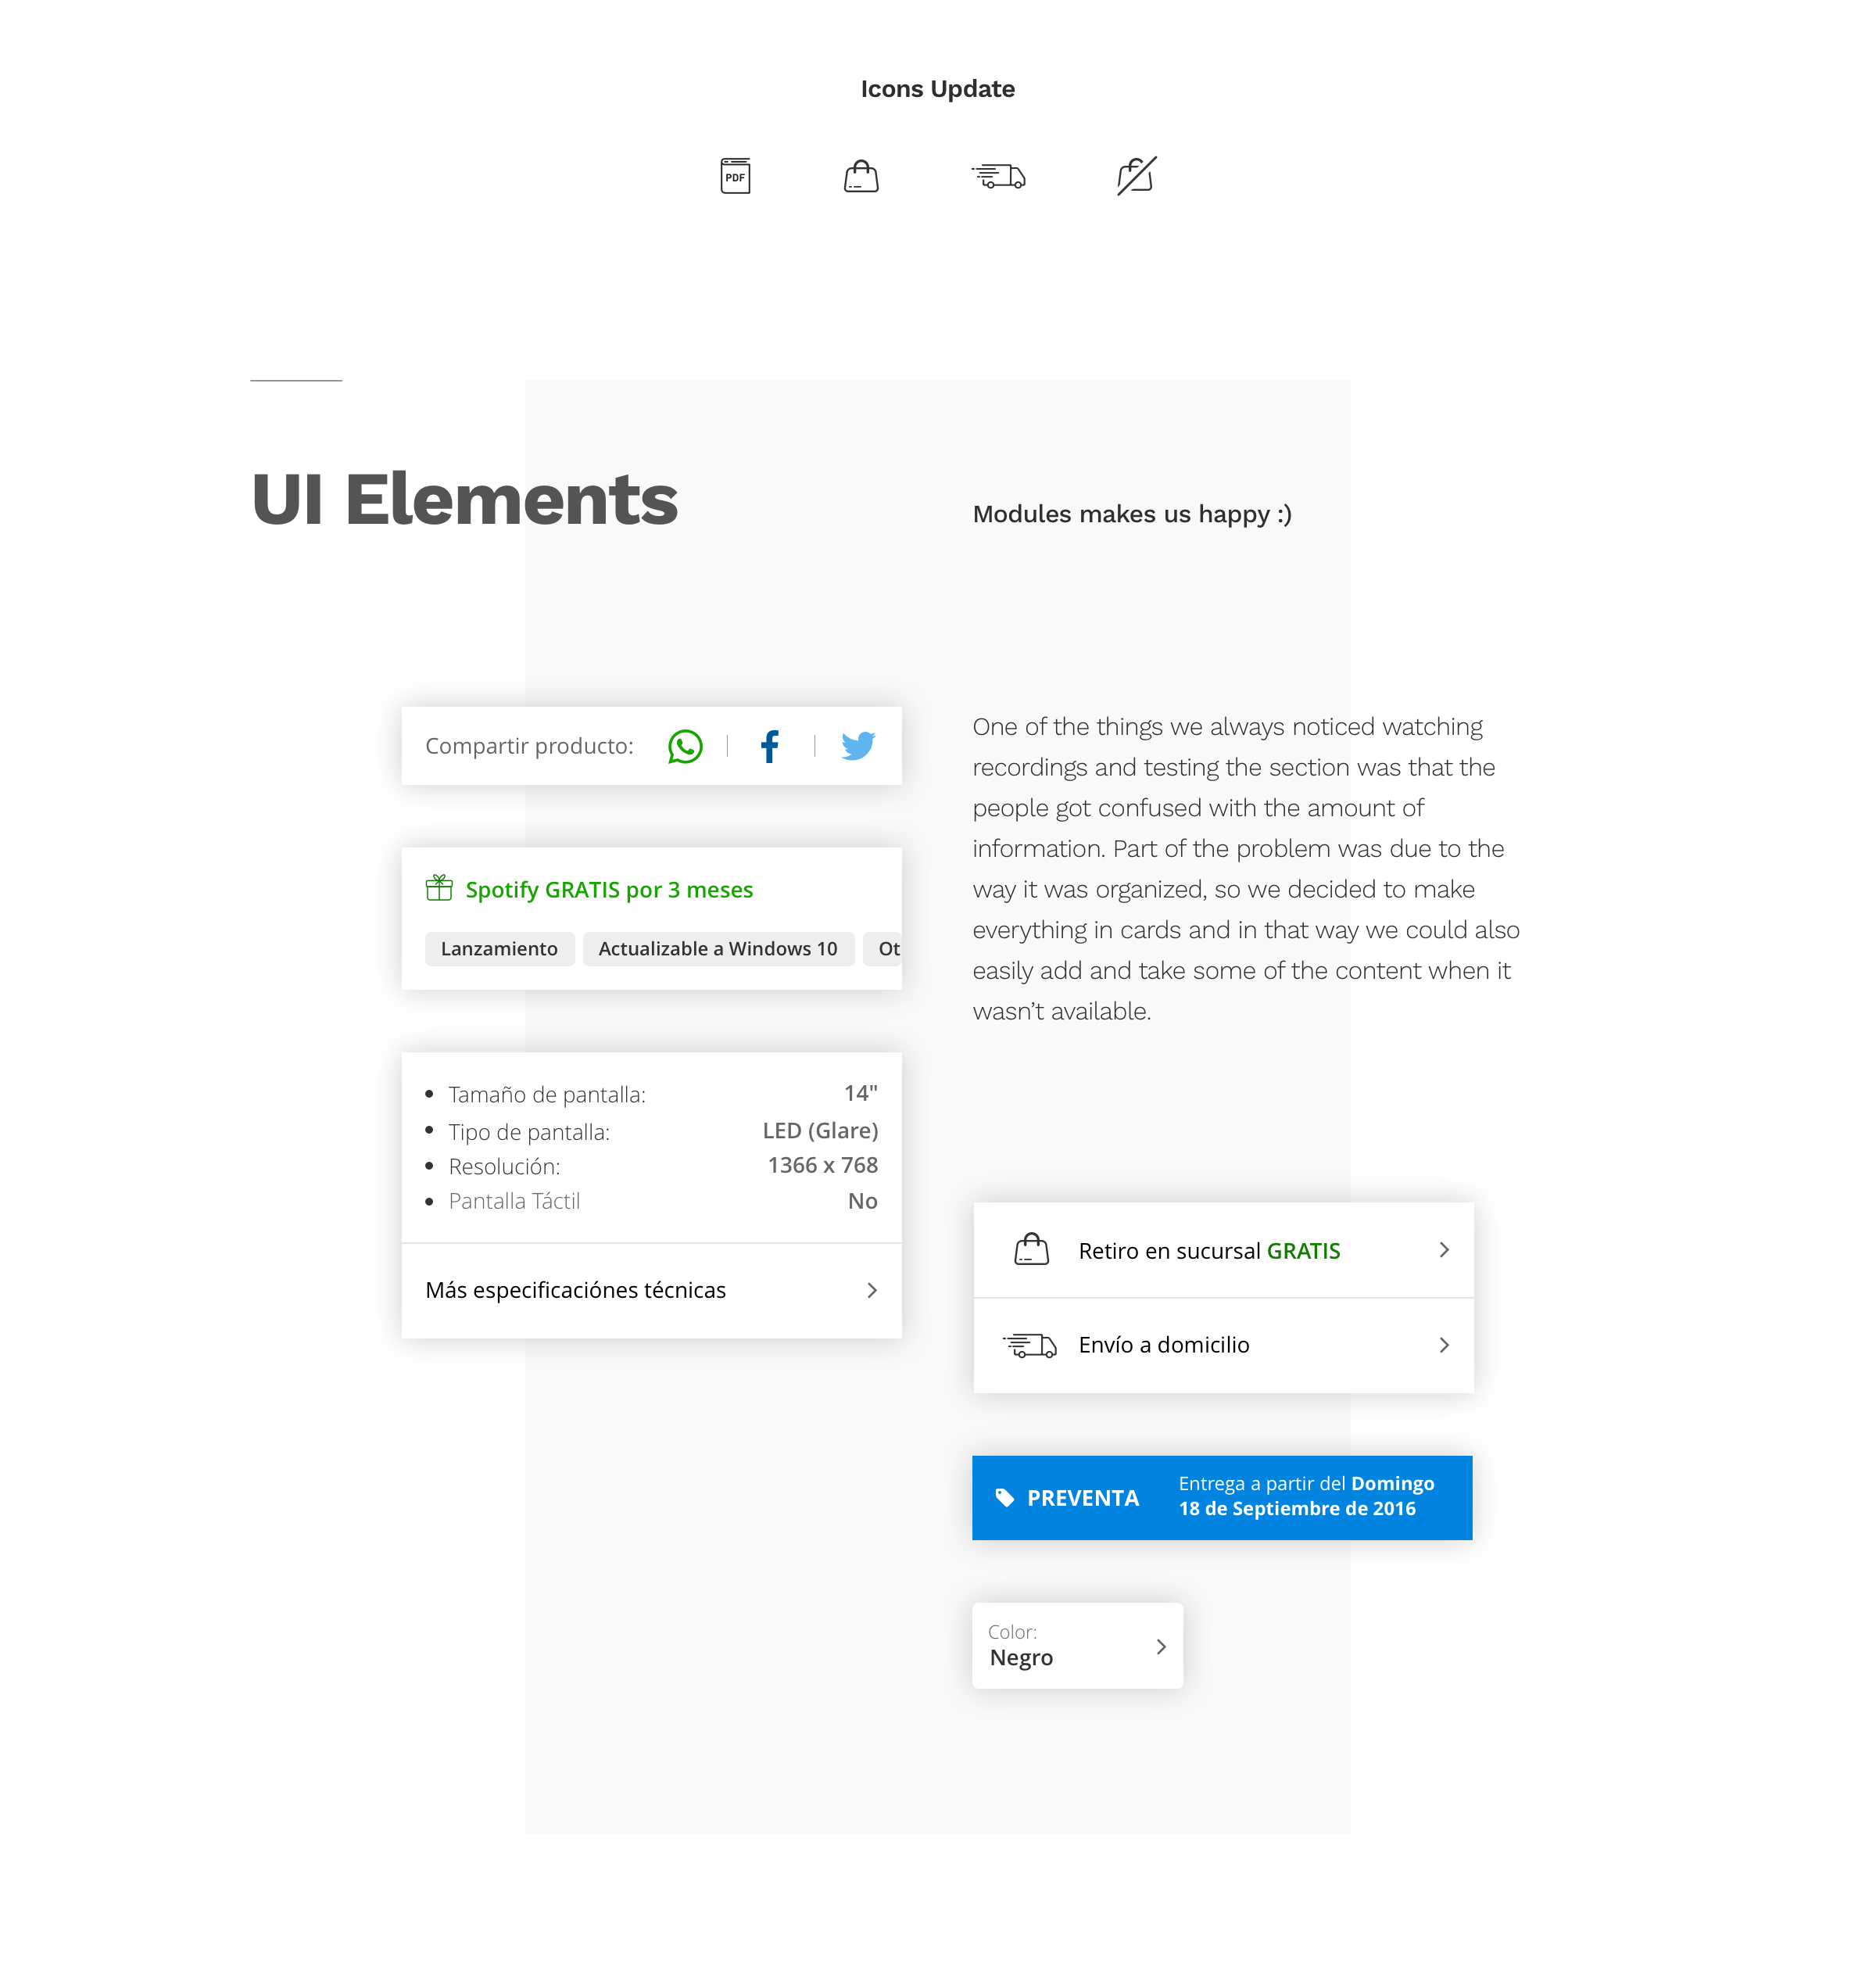 Icons Update
PDF
UI Elements
Modules makes us happy :)
Compartir producto:
Spotify GRATIS por 3 meses
Lanzamiento Actualizable a Windows 10 Ot
Tamaño de pantalla: 14"
Tipo de pantalla: LED (Glare)
Resolución: 1366 x 768
Pantalla Táctil No
Más especificaciónes técnicas
One of the things we always noticed watching
recordings and testing the section was that the
people got confused with the amount of
information. Part of the problem was due to the
way it was organized, so we decided to make
everything in cards and in that way we could also
easily add and take some of the content when it
wasn’t available.
Retiro en sucursal GRATIS
Envío a domicilio
PREVENTA
Entrega a partir del Domingo
18 de Septiembre de 2016
Color:
Negro